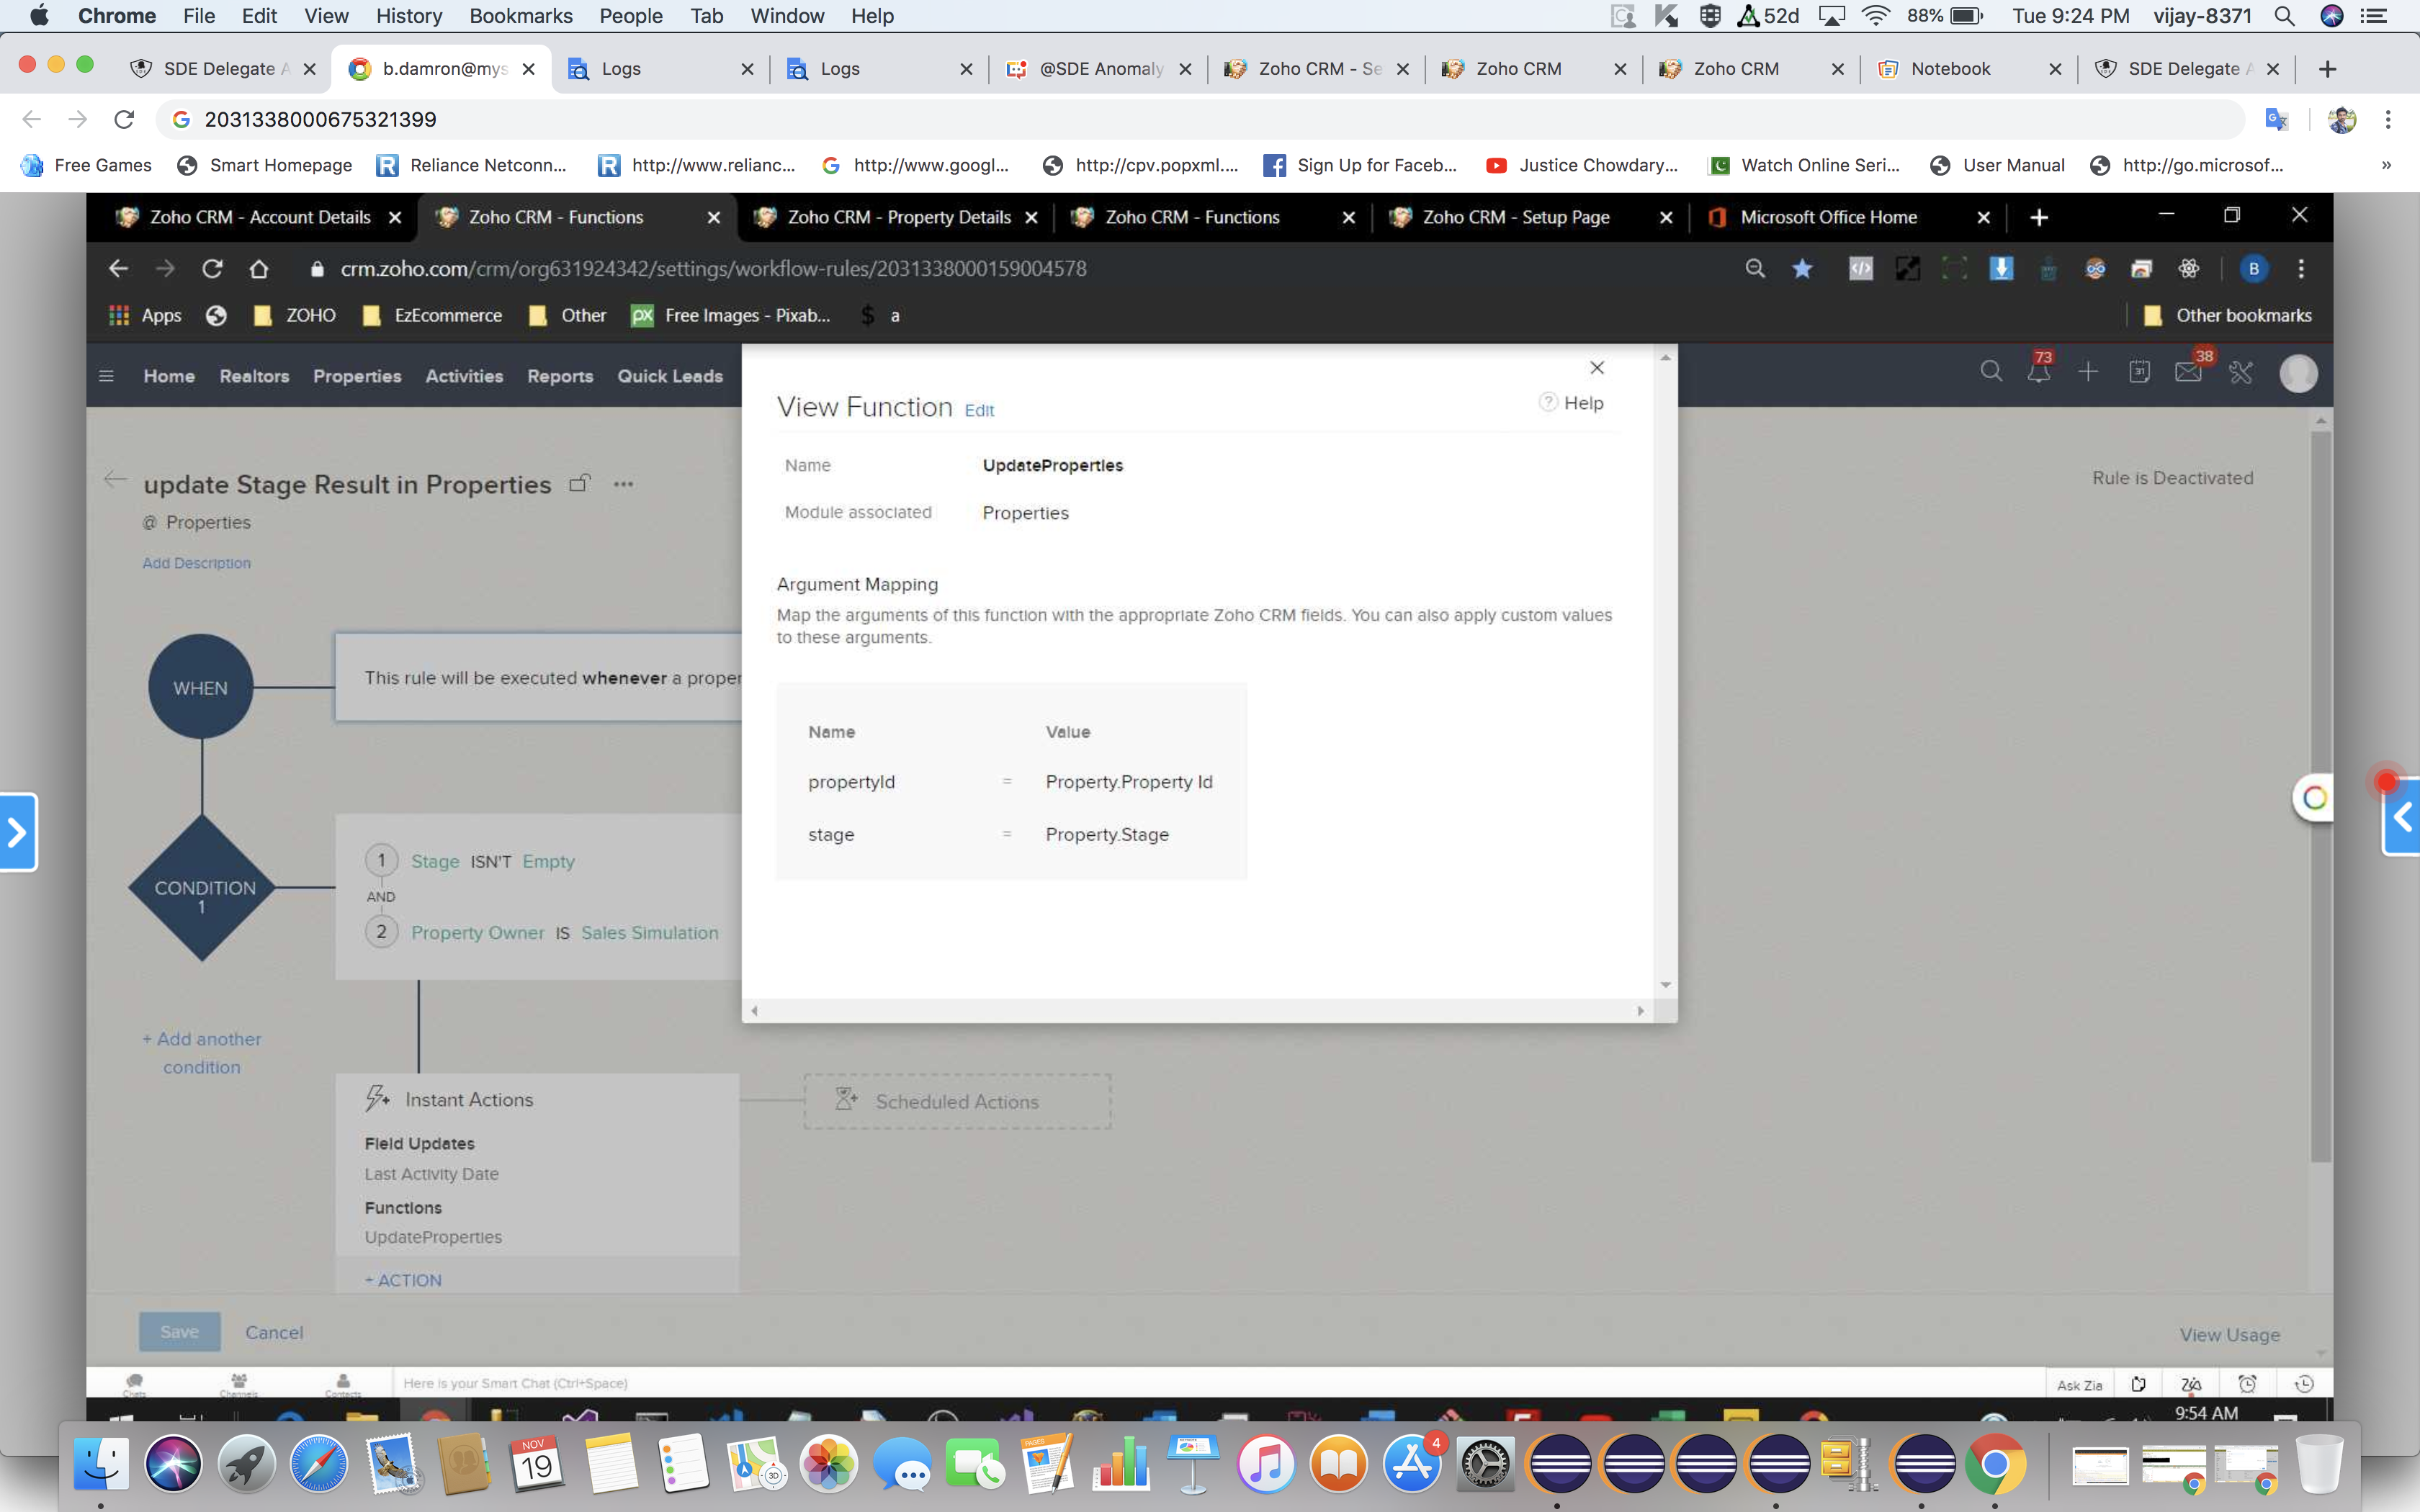 Chrome File Edit View History Bookmarks People Tab Window Help 52d 88% Tue 9:24 PM vijay-8371
SDE Delegate A b.damron@mys Logs Logs @SDE Anomaly Zoho CRM - Se Zoho CRM Zoho CRM Notebook SDE Delegate A
2031338000675321399
Free Games Smart Homepage Reliance Netconn... http://www.relianc... http://www.googl... http://cpv.popxml.... Sign Up for Faceb... Justice Chowdary... Watch Online Seri... User Manual http://go.microsof... »
Zoho CRM - Account Details Zoho CRM - Functions Zoho CRM - Property Details Zoho CRM - Functions Zoho CRM - Setup Page Microsoft Office Home
crm.zoho.com/crm/org631924342/settings/workflow-rules/2031338000159004578 B
Apps ZOHO EzEcommerce Other px Free Images - Pixab... $ a Other bookmarks
Home Realtors Properties Activities Reports Quick Leads 73 31 38
View Function Edit
? Help
Name UpdateProperties
Module associated Properties
Argument Mapping
Map the arguments of this function with the appropriate Zoho CRM fields. You can also apply custom values
to these arguments.
Name Value
propertyId = Property.Property Id
stage = Property.Stage
update Stage Result in Properties ...
Rule is Deactivated
@ Properties
Add Description
WHEN
This rule will be executed whenever a proper
CONDITION
1
1 Stage ISN'T Empty
AND
2 Property Owner IS Sales Simulation
+ Add another
condition
Instant Actions
Scheduled Actions
Field Updates
Last Activity Date
Functions
UpdateProperties
+ ACTION
Save Cancel
View Usage
Chats Channels Contacts Here is your Smart Chat (Ctrl+Space) Ask Zia
9:54 AM
NOV
19
PAGES
3D
4